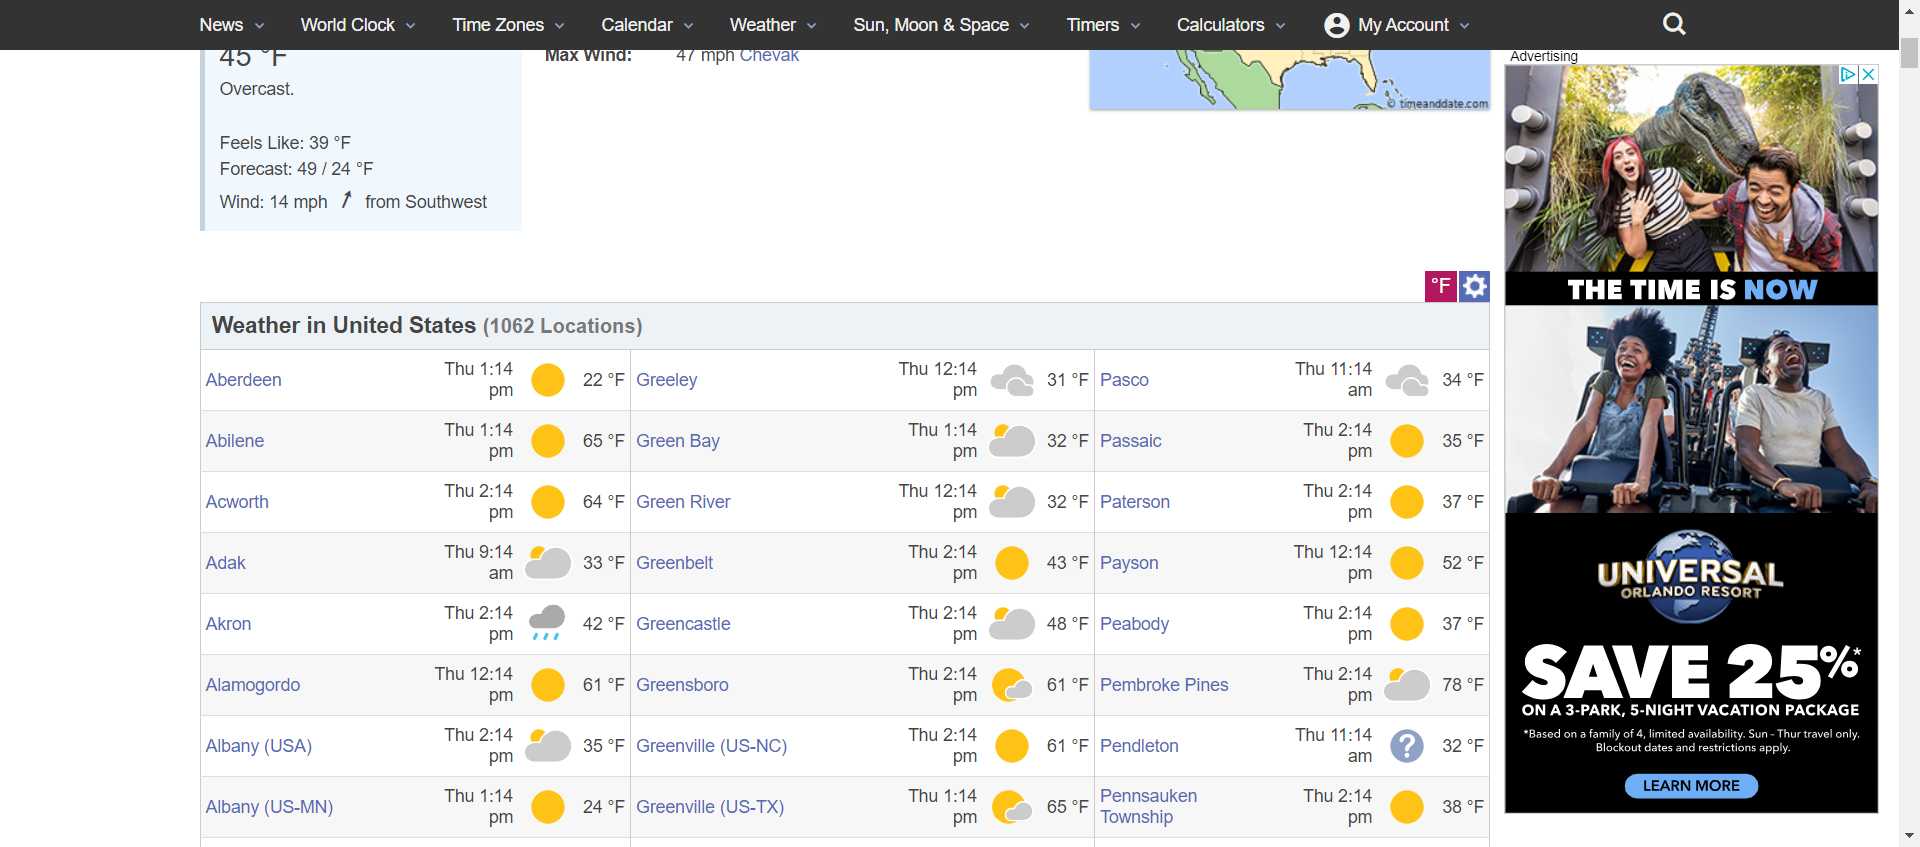 News World Clock Time Zones Calendar Weather Sun, Moon & Space Timers Calculators My Account
45 °F
Overcast.
Feels Like: 39 °F
Forecast: 49 / 24 °F
Wind: 14 mph from Southwest
Max Wind: 47 mph Chevak
© timeanddate.com
Advertising
°F
Weather in United States (1062 Locations)
Aberdeen Thu 1:14 pm 22 °F Greeley Thu 12:14 pm 31 °F Pasco Thu 11:14 am 34 °F
Abilene Thu 1:14 pm 65 °F Green Bay Thu 1:14 pm 32 °F Passaic Thu 2:14 pm 35 °F
Acworth Thu 2:14 pm 64 °F Green River Thu 12:14 pm 32 °F Paterson Thu 2:14 pm 37 °F
Adak Thu 9:14 am 33 °F Greenbelt Thu 2:14 pm 43 °F Payson Thu 12:14 pm 52 °F
Akron Thu 2:14 pm 42 °F Greencastle Thu 2:14 pm 48 °F Peabody Thu 2:14 pm 37 °F
Alamogordo Thu 12:14 pm 61 °F Greensboro Thu 2:14 pm 61 °F Pembroke Pines Thu 2:14 pm 78 °F
Albany (USA) Thu 2:14 pm 35 °F Greenville (US-NC) Thu 2:14 pm 61 °F Pendleton Thu 11:14 am ? 32 °F
Albany (US-MN) Thu 1:14 pm 24 °F Greenville (US-TX) Thu 1:14 pm 65 °F Pennsauken Township Thu 2:14 pm 38 °F
THE TIME IS NOW
UNIVERSAL
ORLANDO RESORT
SAVE 25%*
ON A 3-PARK, 5-NIGHT VACATION PACKAGE
*Based on a family of 4, limited availability. Sun – Thur travel only.
Blockout dates and restrictions apply.
LEARN MORE